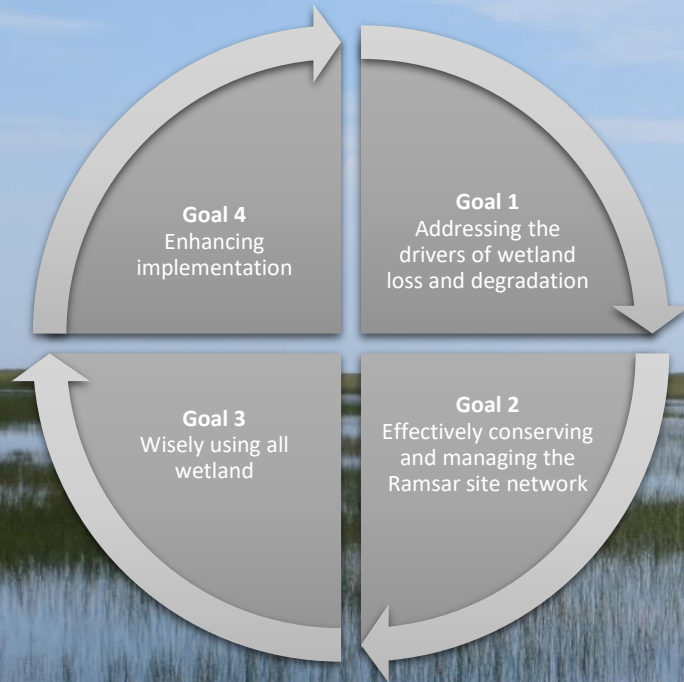 Goal 4
Enhancing
implementation
Goal 1
Addressing the
drivers of wetland
loss and degradation
Goal 3
Wisely using all
wetland
Goal 2
Effectively conserving
and managing the
Ramsar site network